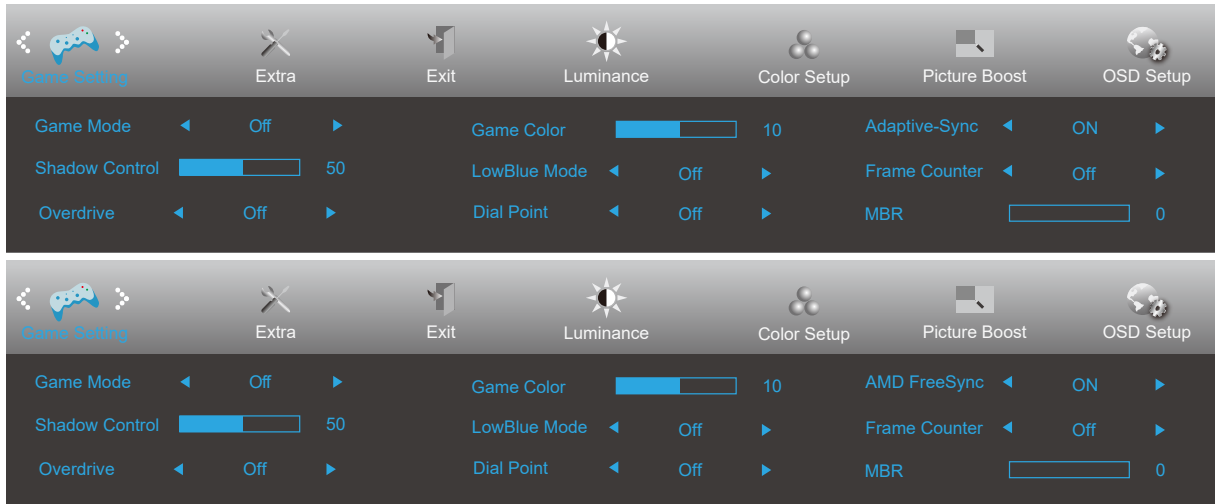 Game Setting Extra Exit Luminance Color Setup Picture Boost OSD Setup
Game Mode Off Game Color 10 Adaptive-Sync ON
Shadow Control 50 LowBlue Mode Off Frame Counter Off
Overdrive Off Dial Point Off MBR 0
Game Setting Extra Exit Luminance Color Setup Picture Boost OSD Setup
Game Mode Off Game Color 10 AMD FreeSync ON
Shadow Control 50 LowBlue Mode Off Frame Counter Off
Overdrive Off Dial Point Off MBR 0